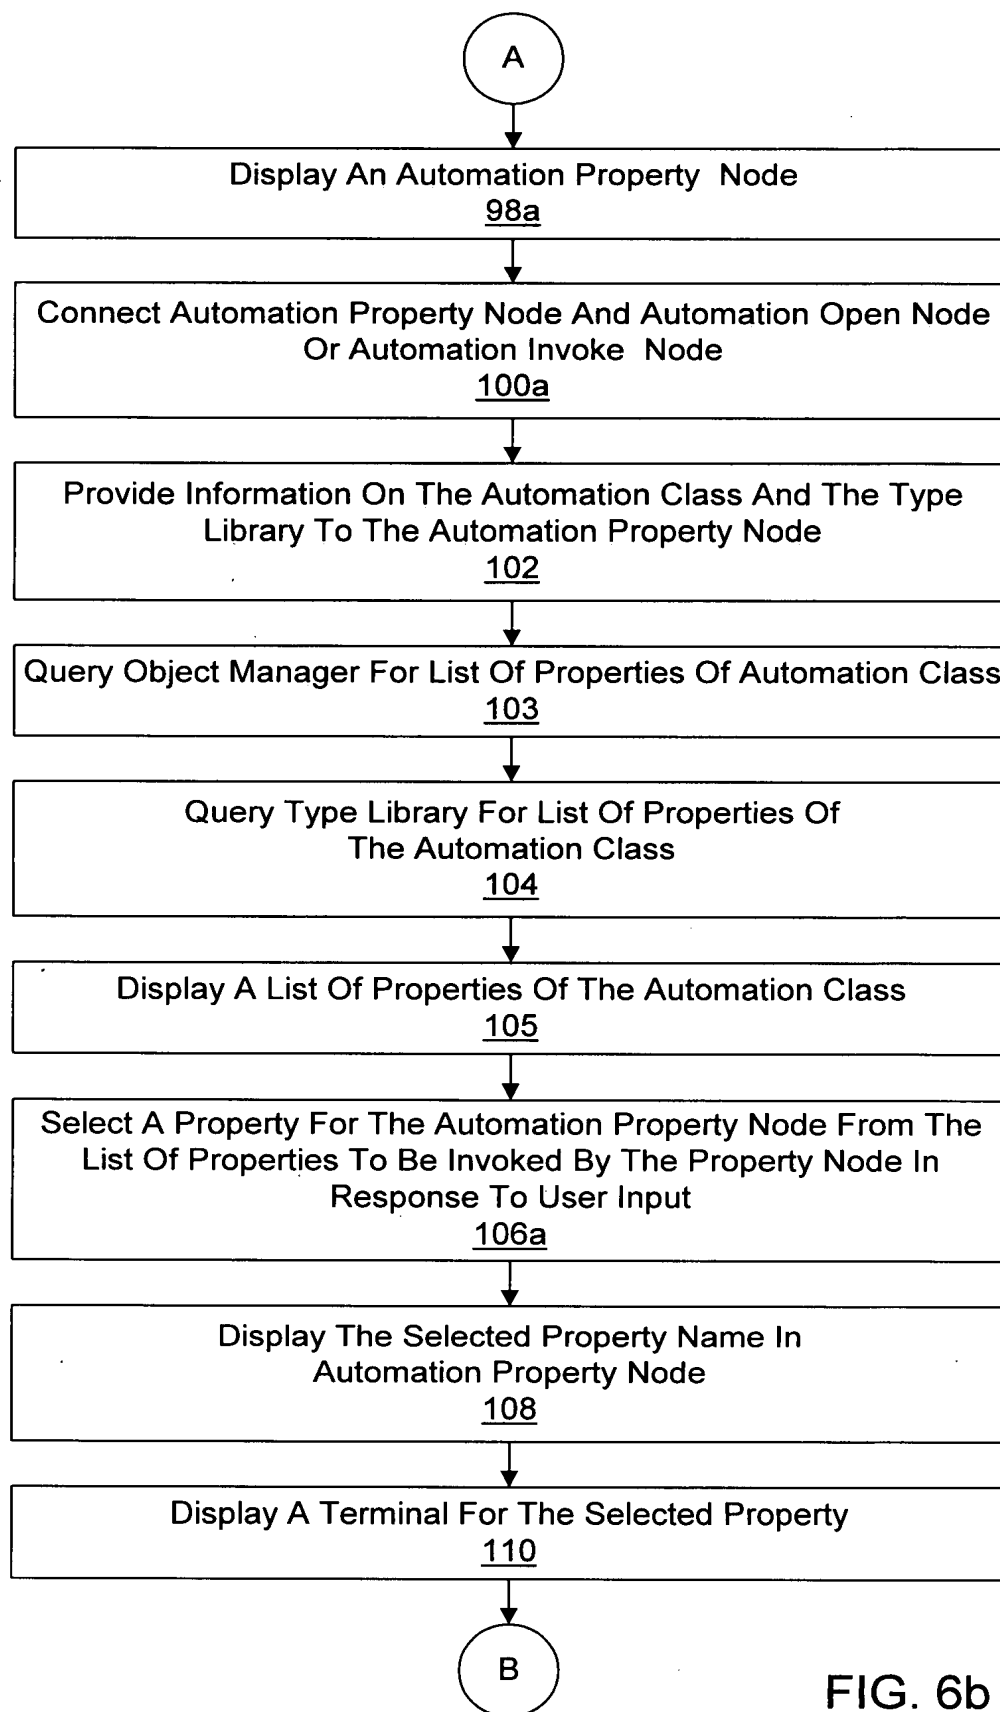 A
Display An Automation Property Node
98a
Connect Automation Property Node And Automation Open Node
Or Automation Invoke Node
100a
Provide Information On The Automation Class And The Type
Library To The Automation Property Node
102
Query Object Manager For List Of Properties Of Automation Class
103
Query Type Library For List Of Properties Of
The Automation Class
104
Display A List Of Properties Of The Automation Class
105
Select A Property For The Automation Property Node From The
List Of Properties To Be Invoked By The Property Node In
Response To User Input
106a
Display The Selected Property Name In
Automation Property Node
108
Display A Terminal For The Selected Property
110
B
FIG. 6b